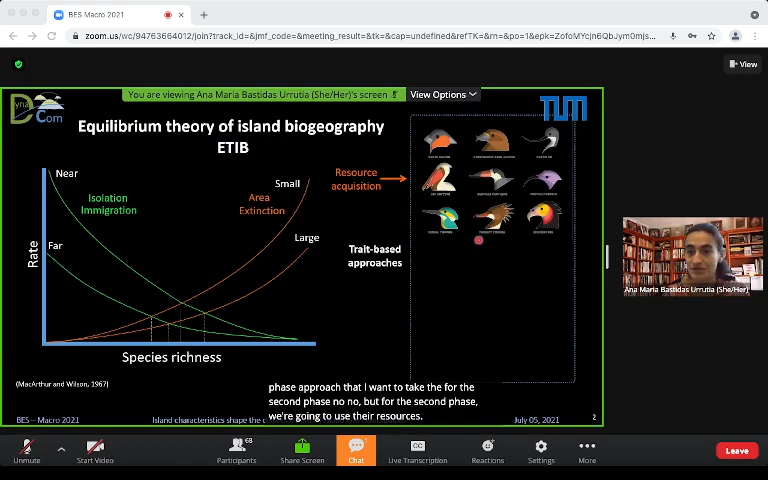 BES Macro 2021
zoom.us/wc/94763664012/join?track_id=&jmf_code=&meeting_result=&tk=&cap=undefined&refTK=&rn=&po=1&epk=ZofoMYcjn6QbJym0mjs...
View
You are viewing Ana Maria Bastidas Urrutia (She/Her)'s screen
View Options
Dyna
Com
TUM
Equilibrium theory of island biogeography
ETIB
Near
Small
Resource
acquisition
Isolation
Immigration
Area
Extinction
Far
Large
Trait-based
approaches
Rate
Species richness
Ana Maria Bastidas Urrutia (She/Her)
(MacArthur and Wilson, 1967)
phase approach that I want to take the for the
second phase no no, but for the second phase,
we're going to use their resources.
BES – Macro 2021
Island characteristics shape the
July 05, 2021
2
68
1
CC
Unmute
Start Video
Participants
Share Screen
Chat
Live Transcription
Reactions
Settings
More
Leave